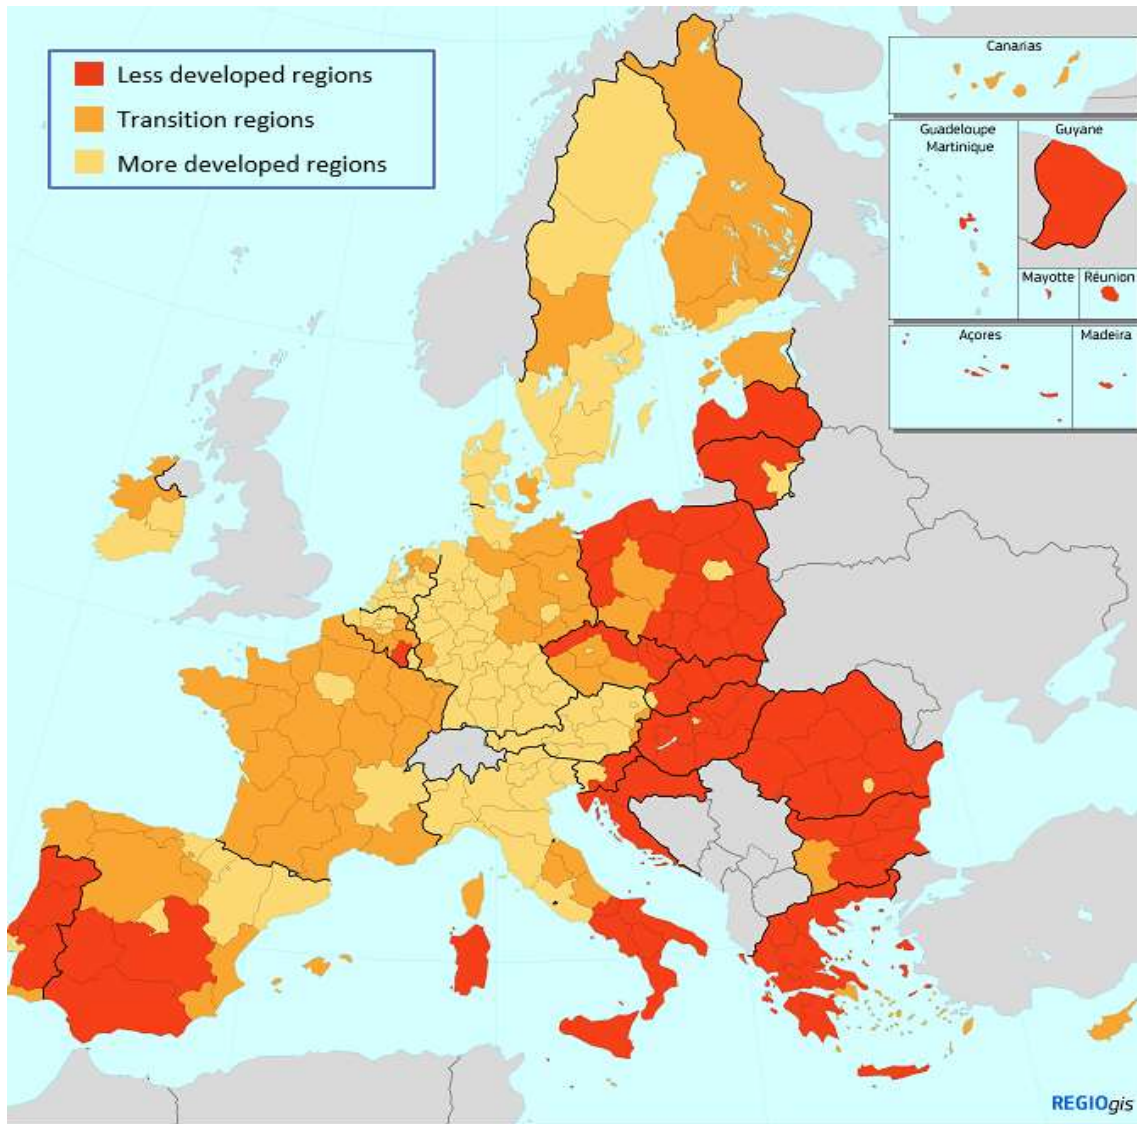 Less developed regions
Transition regions
More developed regions
Canarias
Guadeloupe
Martinique
Guyane
Mayotte
Réunion
Açores
Madeira
REGIOgis